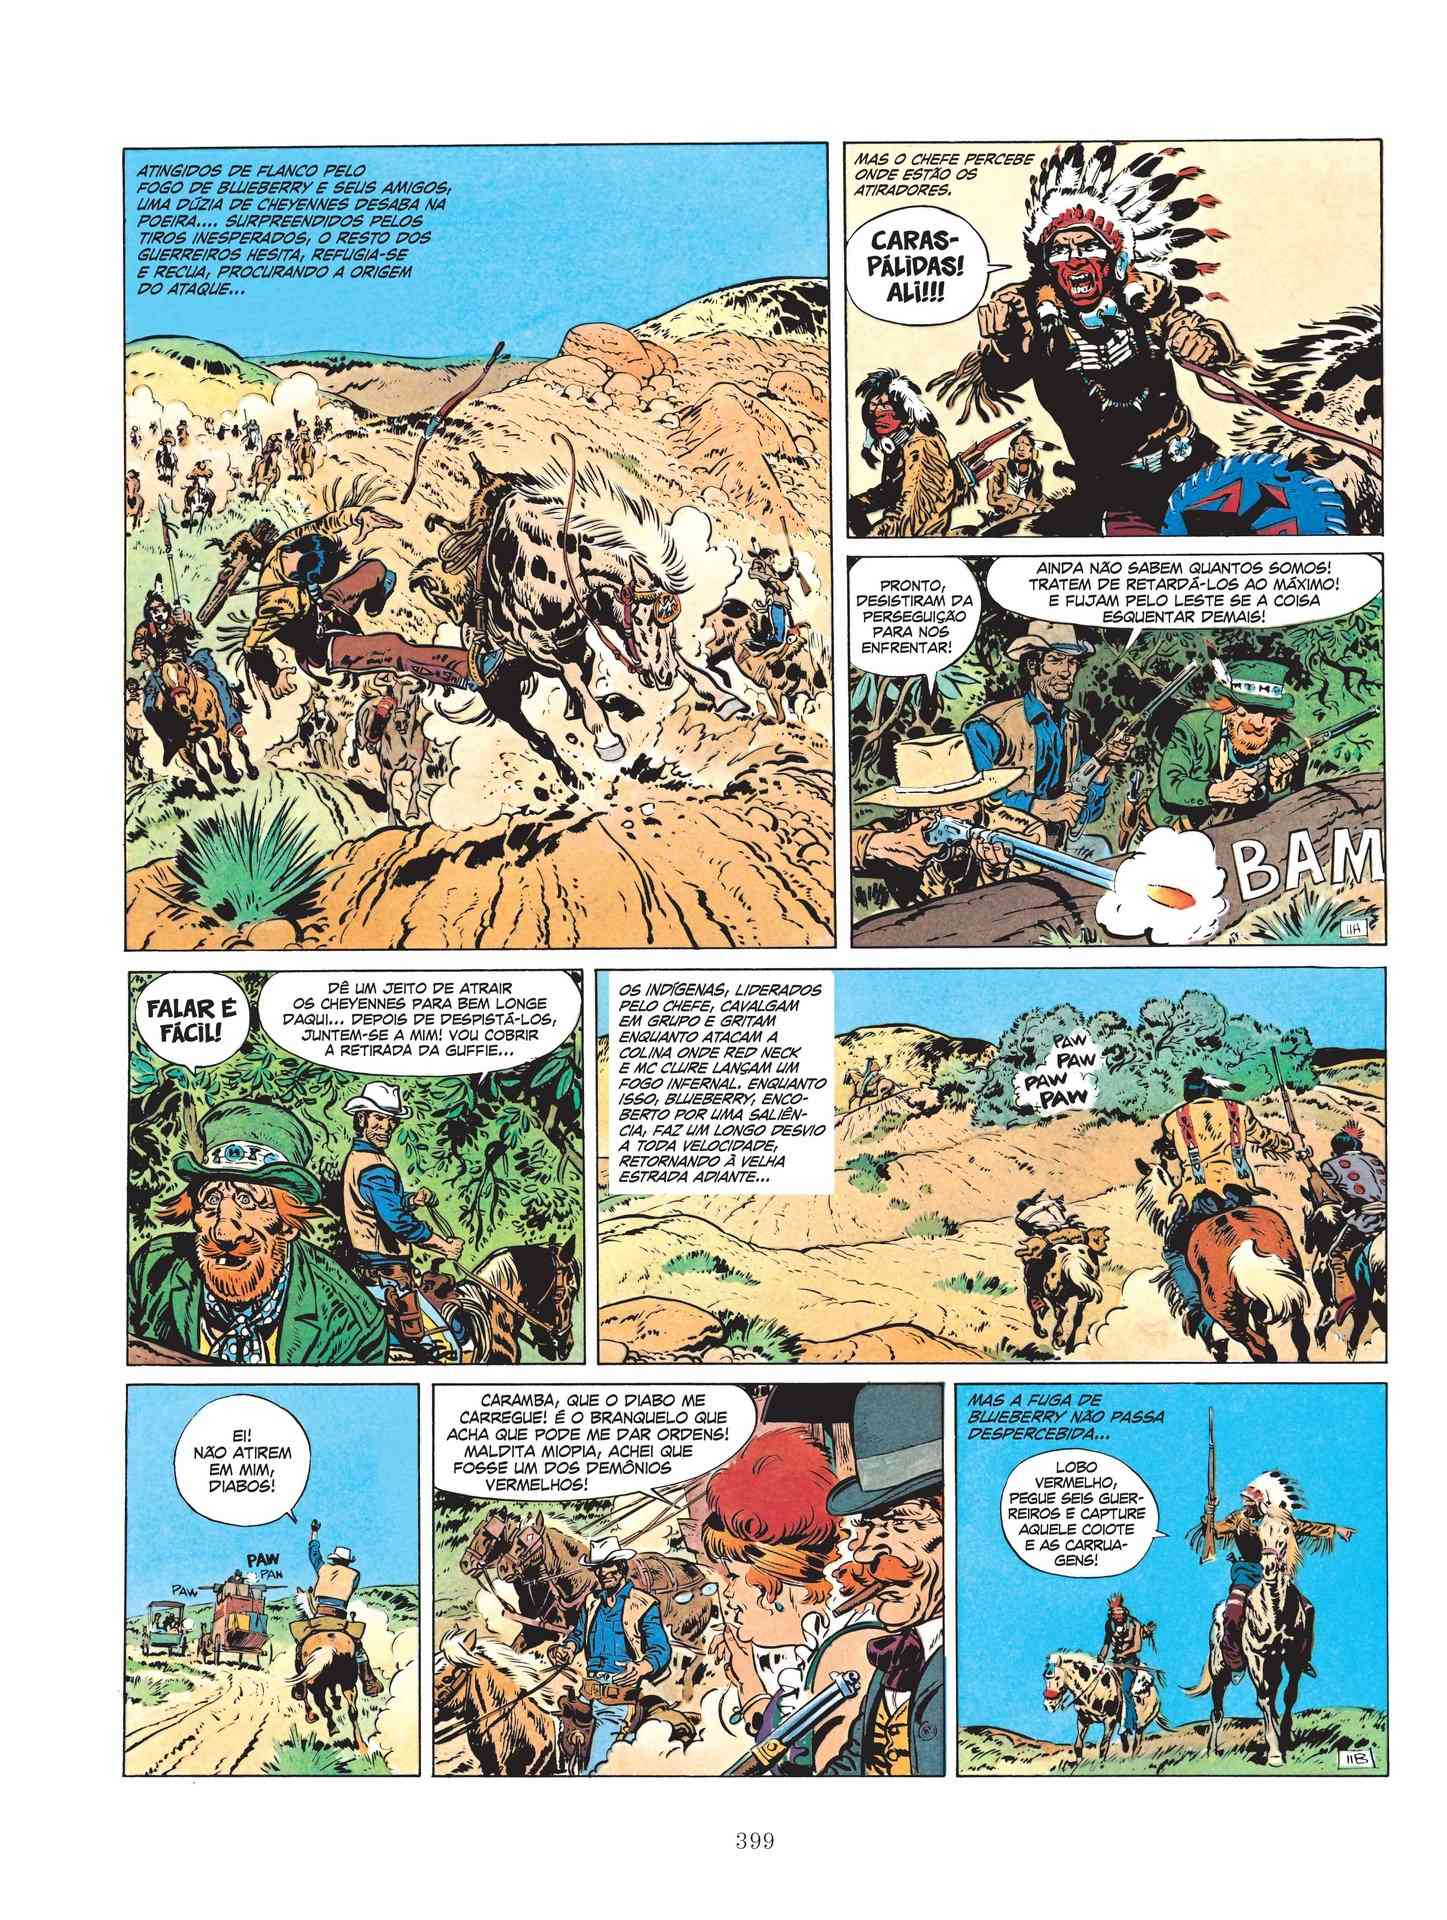 ATINGIDOS DE FLANCO PELO
FOGO DE BLUEBERRY E SEUS AMIGOS,
UMA DÚZIA DE CHEYENNES DESABA NA
POEIRA.... SURPREENDIDOS PELOS
TIROS INESPERADOS, O RESTO DOS
GUERREIROS HESITA, REFUGIA-SE
E RECUA, PROCURANDO A ORIGEM
DO ATAQUE...
MAS O CHEFE PERCEBE
ONDE ESTÃO OS
ATIRADORES.
CARAS-
PÁLIDAS!
ALI!!!
PRONTO,
DESISTIRAM DA
PERSEGUIÇÃO
PARA NOS
ENFRENTAR!
AINDA NÃO SABEM QUANTOS SOMOS!
TRATEM DE RETARDÁ-LOS AO MÁXIMO!
E FUJAM PELO LESTE SE A COISA
ESQUENTAR DEMAIS!
BAM
11A
FALAR É
FÁCIL!
DÊ UM JEITO DE ATRAIR
OS CHEYENNES PARA BEM LONGE
DAQUI... DEPOIS DE DESPISTÁ-LOS,
JUNTEM-SE A MIM! VOU COBRIR
A RETIRADA DA GUFFIE...
OS INDÍGENAS, LIDERADOS
PELO CHEFE, CAVALGAM
EM GRUPO E GRITAM
ENQUANTO ATACAM A
COLINA ONDE RED NECK
E MC CLURE LANÇAM UM
FOGO INFERNAL. ENQUANTO
ISSO, BLUEBERRY, ENCO-
BERTO POR UMA SALIÊN-
CIA, FAZ UM LONGO DESVIO
A TODA VELOCIDADE,
RETORNANDO À VELHA
ESTRADA ADIANTE...
PAW
PAW
PAW
PAW
EI!
NÃO ATIREM
EM MIM,
DIABOS!
PAW
PAN
PAW
CARAMBA, QUE O DIABO ME
CARREGUE! É O BRANQUELO QUE
ACHA QUE PODE ME DAR ORDENS!
MALDITA MIOPIA, ACHEI QUE
FOSSE UM DOS DEMÔNIOS
VERMELHOS!
MAS A FUGA DE
BLUEBERRY NÃO PASSA
DESPERCEBIDA...
LOBO
VERMELHO,
PEGUE SEIS GUER-
REIROS E CAPTURE
AQUELE COIOTE
E AS CARRUA-
GENS!
11B
399